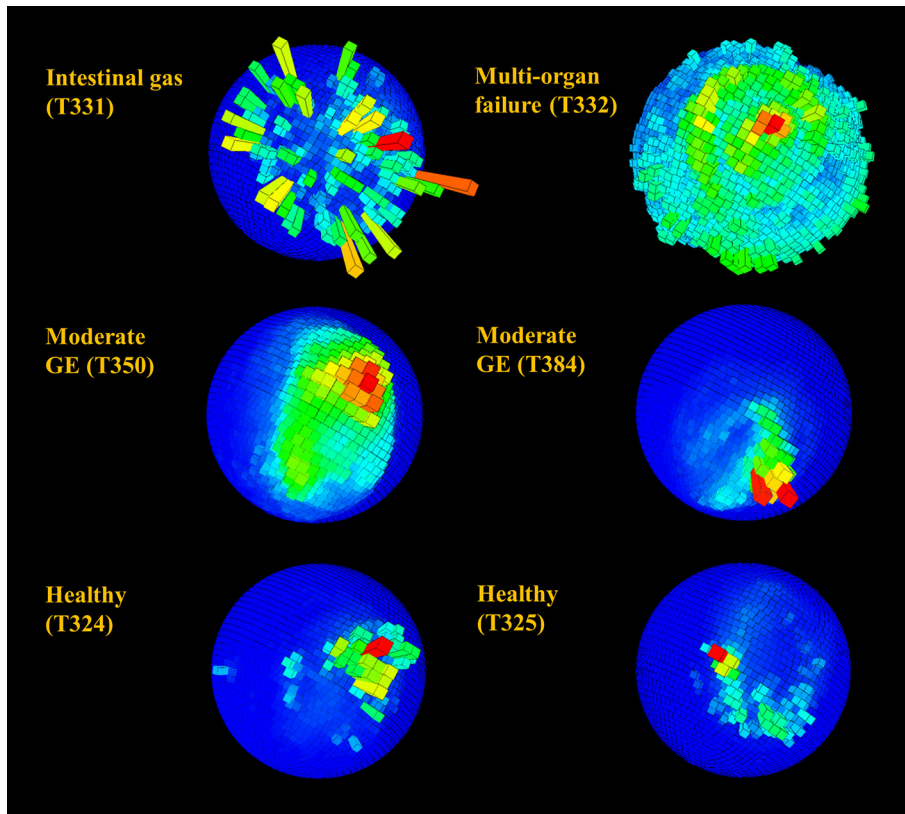 Intestinal gas
(T331)
Multi-organ
failure (T332)
Moderate
GE (T350)
Moderate
GE (T384)
Healthy
(T324)
Healthy
(T325)